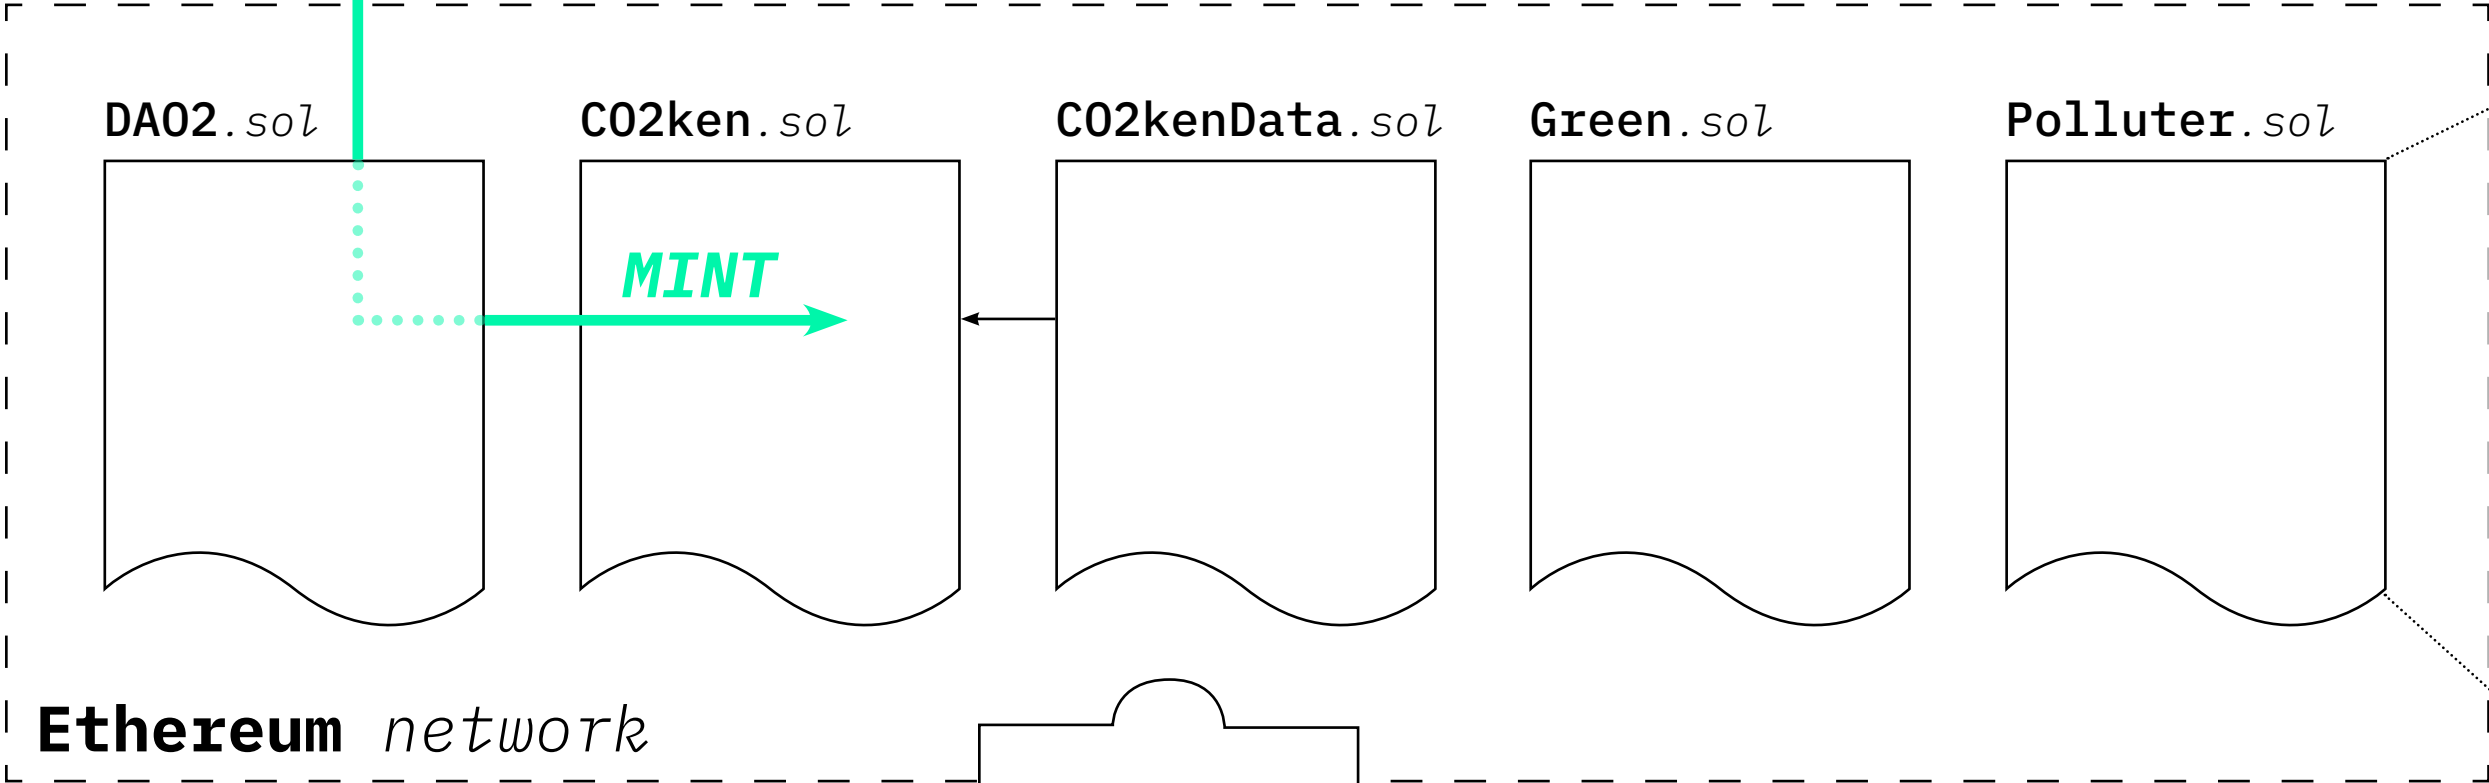 DAO2.sol
CO2ken.sol
CO2kenData.sol
Green.sol
Polluter.sol
MINT
Ethereum network